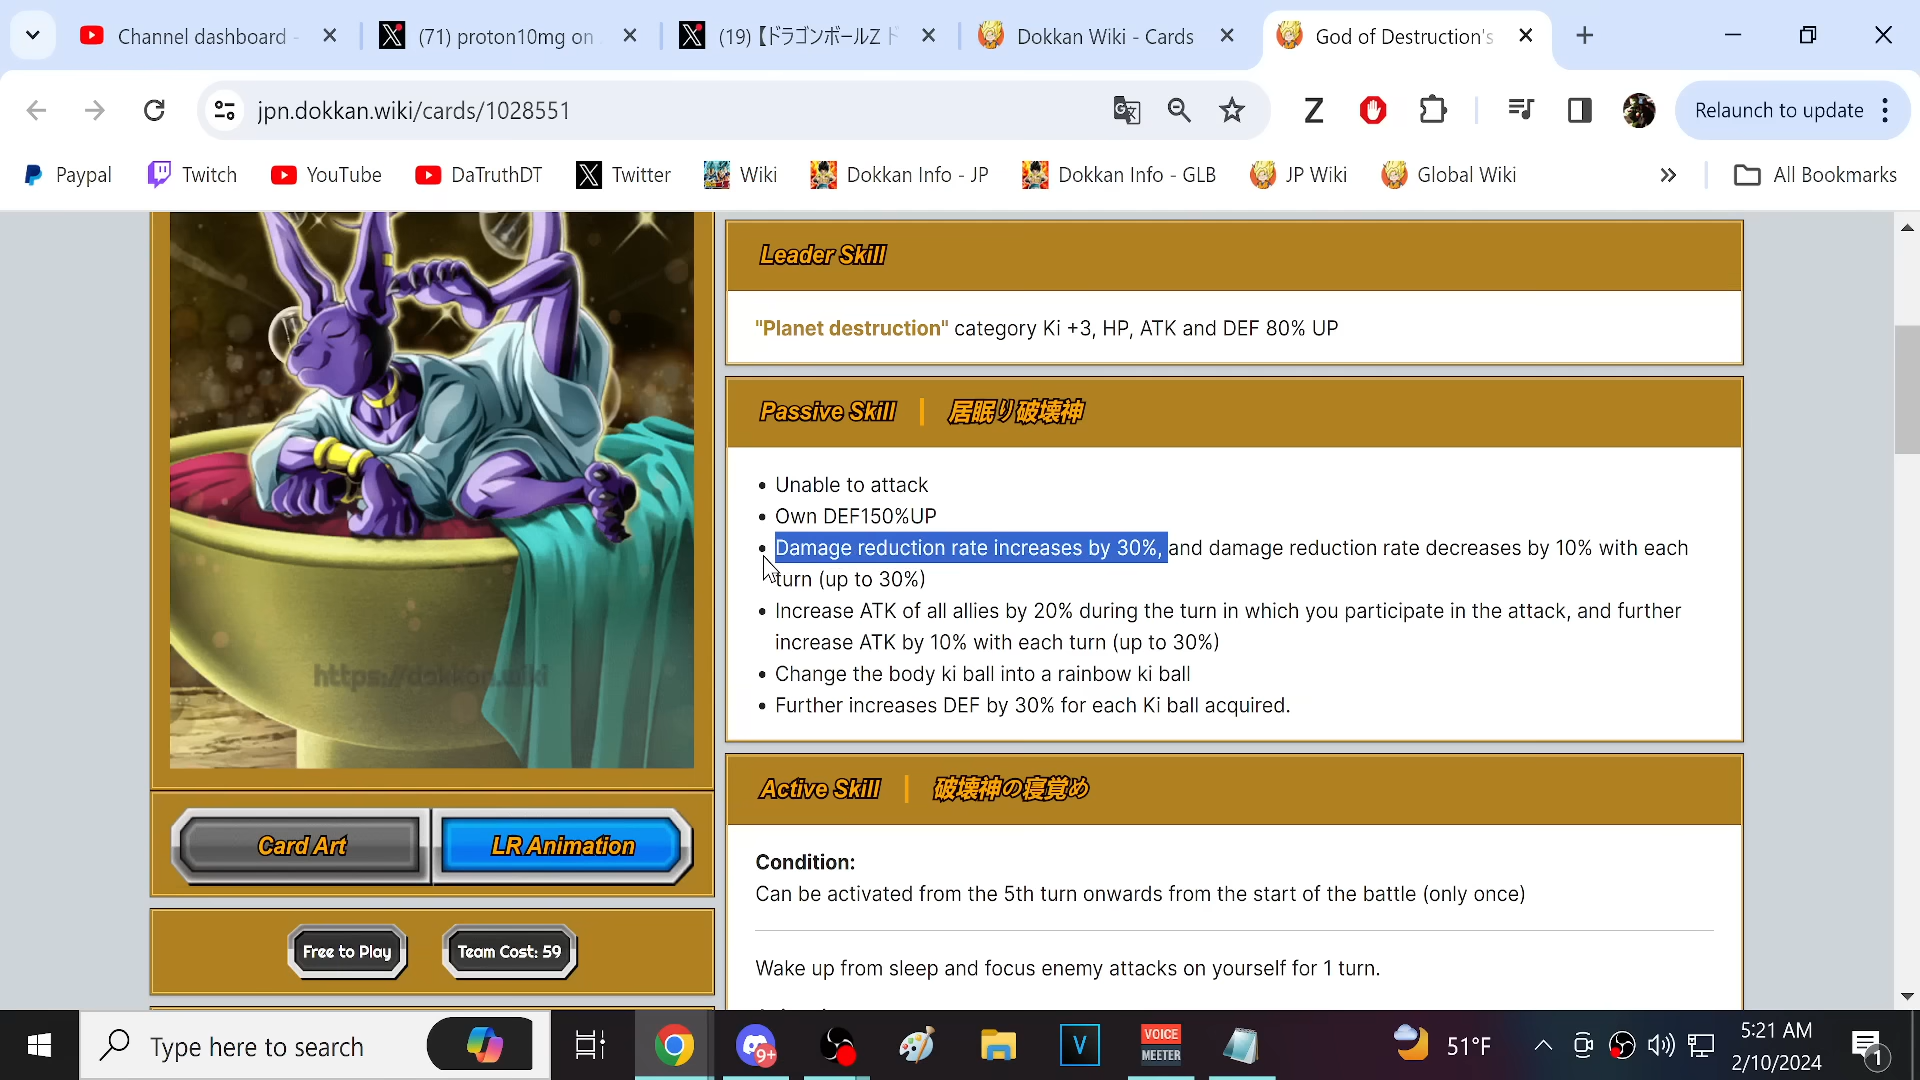 Channel dashboard -
(71) proton10mg on
(19)【ドラゴンボールZ ド
Dokkan Wiki - Cards
God of Destruction's
jpn.dokkan.wiki/cards/1028551
Z
Relaunch to update
Paypal
Twitch
YouTube
DaTruthDT
Twitter
Wiki
Dokkan Info - JP
Dokkan Info - GLB
JP Wiki
Global Wiki
»
All Bookmarks
Leader Skill
"Planet destruction" category Ki +3, HP, ATK and DEF 80% UP
Passive Skill | 居眠り破壊神
• Unable to attack
• Own DEF150%UP
• Damage reduction rate increases by 30%, and damage reduction rate decreases by 10% with each
turn (up to 30%)
• Increase ATK of all allies by 20% during the turn in which you participate in the attack, and further
increase ATK by 10% with each turn (up to 30%)
• Change the body ki ball into a rainbow ki ball
• Further increases DEF by 30% for each Ki ball acquired.
https://dokkan.wiki
Card Art
LR Animation
Free to Play
Team Cost: 59
Active Skill | 破壊神の寝覚め
Condition:
Can be activated from the 5th turn onwards from the start of the battle (only once)
Wake up from sleep and focus enemy attacks on yourself for 1 turn.
Type here to search
9+
V
VOICE
MEETER
51°F
5:21 AM
2/10/2024
1